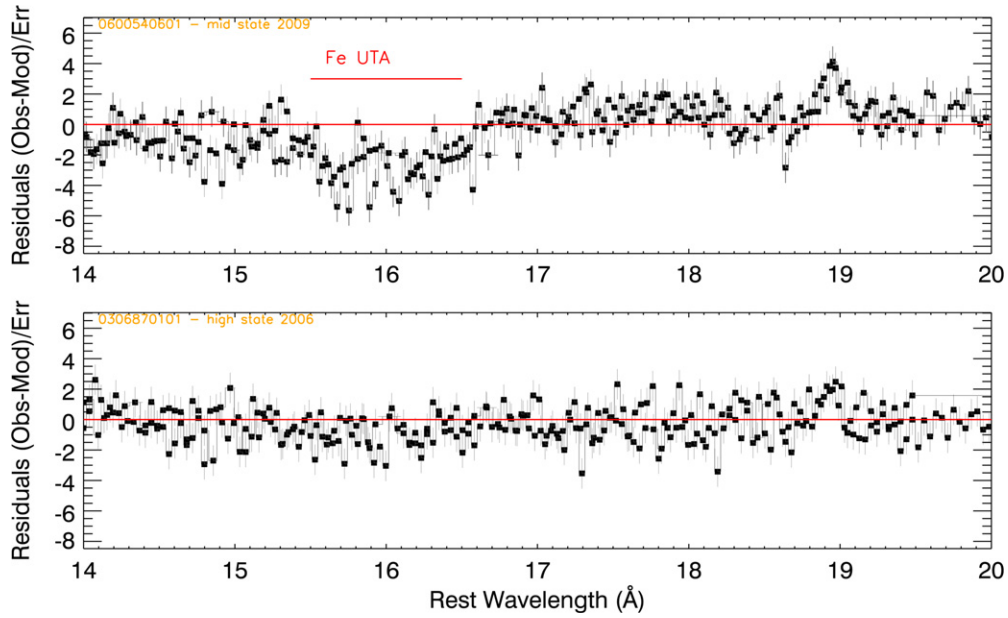 0600540601 – mid state 2009
Fe UTA
Residuals (Obs-Mod)/Err
6
4
2
0
-2
-4
-6
-8
14 15 16 17 18 19 20
0306870101 – high state 2006
Residuals (Obs-Mod)/Err
6
4
2
0
-2
-4
-6
-8
14 15 16 17 18 19 20
Rest Wavelength (Å)